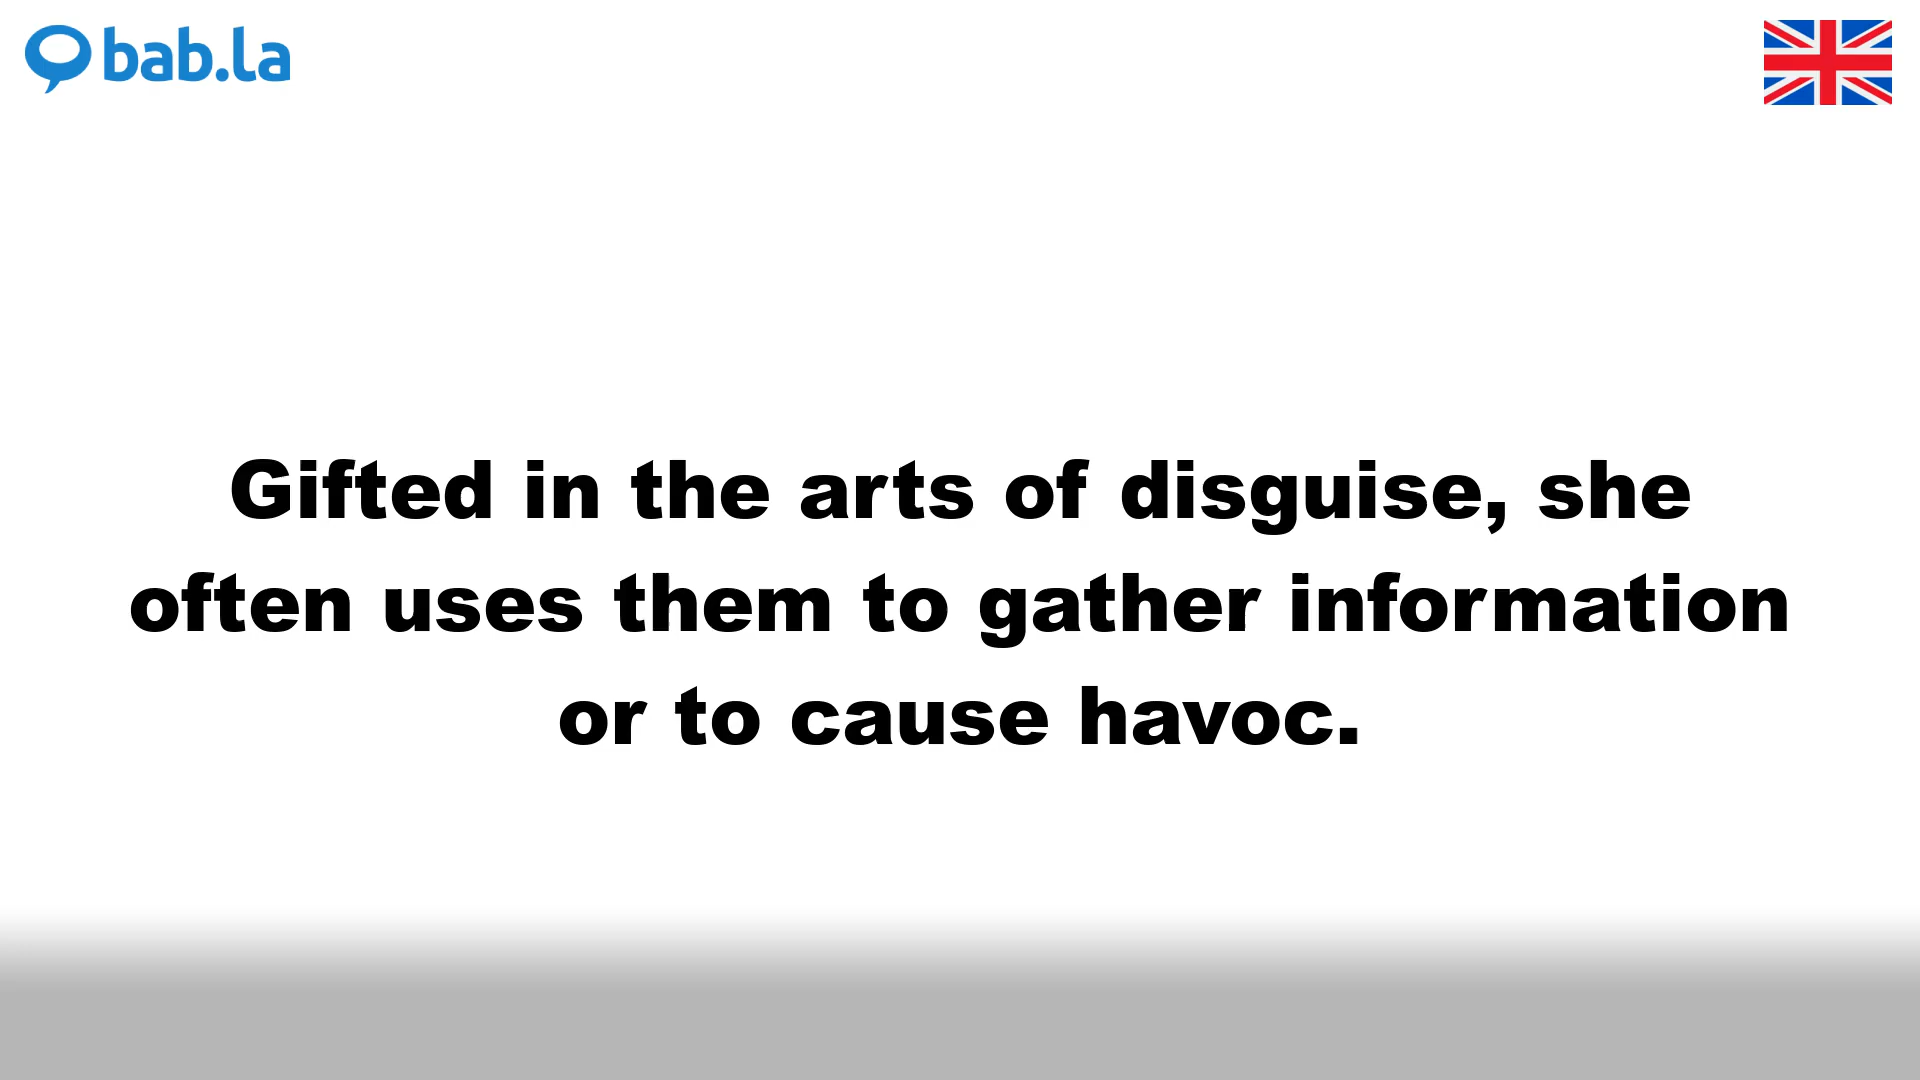 bab.la
Gifted in the arts of disguise, she
often uses them to gather information
or to cause havoc.